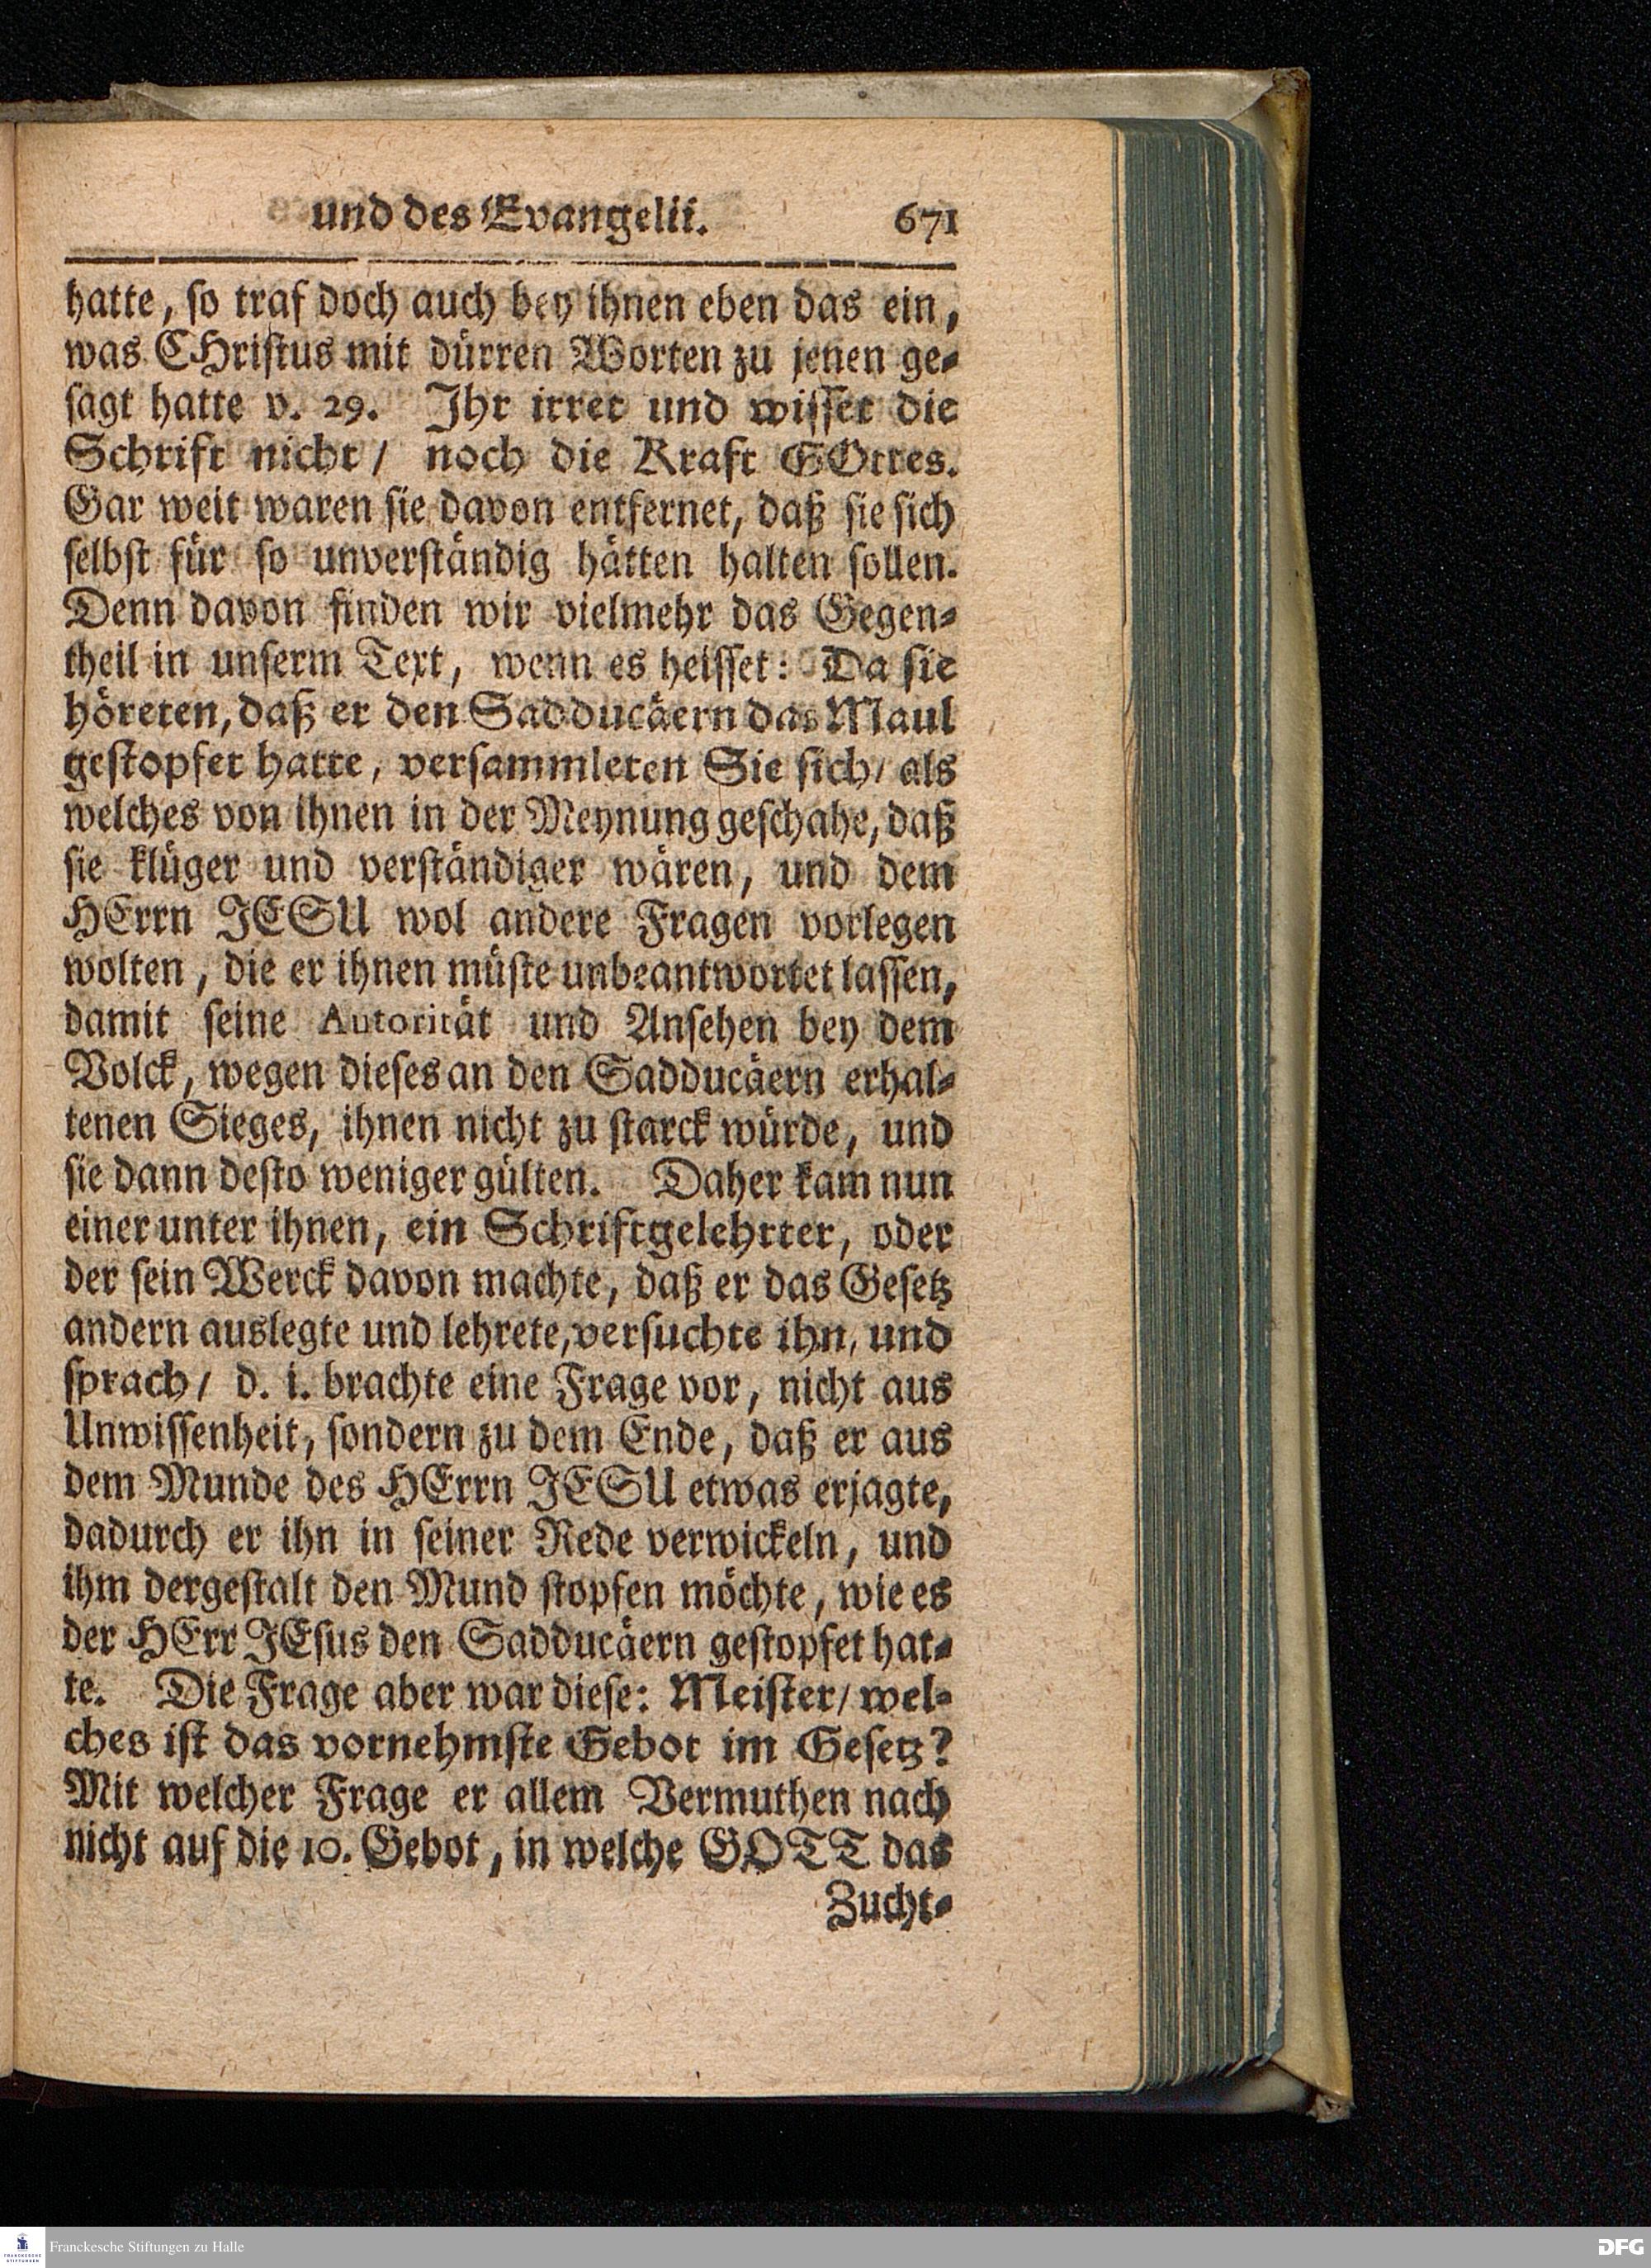 und des Evangelii. 671
hatte, so traf doch auch bey ihnen eben das ein,
was CHristus mit dürren Worten zu jenen ge-
sagt hatte v. 29. Ihr irret und wisset die
Schrift nicht/ noch die Kraft GOttes.
Gar weit waren sie davon entfernet, daß sie sich
selbst für so unverständig hätten halten sollen.
Denn davon finden wir vielmehr das Gegen-
theil in unserm Text, wenn es heisset: Da sie
höreten, daß er den Sadducäern das Maul
gestopfet hatte, versammleten Sie sich/ als
welches von ihnen in der Meynung geschahe, daß
sie klüger und verständiger wären, und dem
HErrn JESU wol andere Fragen vorlegen
wolten, die er ihnen müste unbeantwortet lassen,
damit seine Autorität und Ansehen bey dem
Volck, wegen dieses an den Sadducäern erhal-
tenen Sieges, ihnen nicht zu starck würde, und
sie dann desto weniger gülten. Daher kam nun
einer unter ihnen, ein Schriftgelehrter, oder
der sein Werck davon machte, daß er das Gesetz
andern auslegte und lehrete, versuchte ihn, und
sprach/ d. i. brachte eine Frage vor, nicht aus
Unwissenheit, sondern zu dem Ende, daß er aus
dem Munde des HErrn JESU etwas erjagte,
dadurch er ihn in seiner Rede verwickeln, und
ihm dergestalt den Mund stopfen möchte, wie es
der HErr JEsus den Sadducäern gestopfet hat-
te. Die Frage aber war diese: Meister/ wel-
ches ist das vornehmste Gebot im Gesetz?
Mit welcher Frage er allem Vermuthen nach
nicht auf die 10. Gebot, in welche GOTT das
Zucht-
FRANCKESCHE STIFTUNGEN
Franckesche Stiftungen zu Halle
DFG